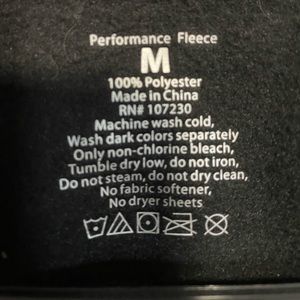 Performance Fleece
M
100% Polyester
Made in China
RN# 107230
Machine wash cold,
Wash dark colors separately
Only non-chlorine bleach,
Tumble dry low, do not iron,
Do not steam, do not dry clean,
No fabric softener,
No dryer sheets